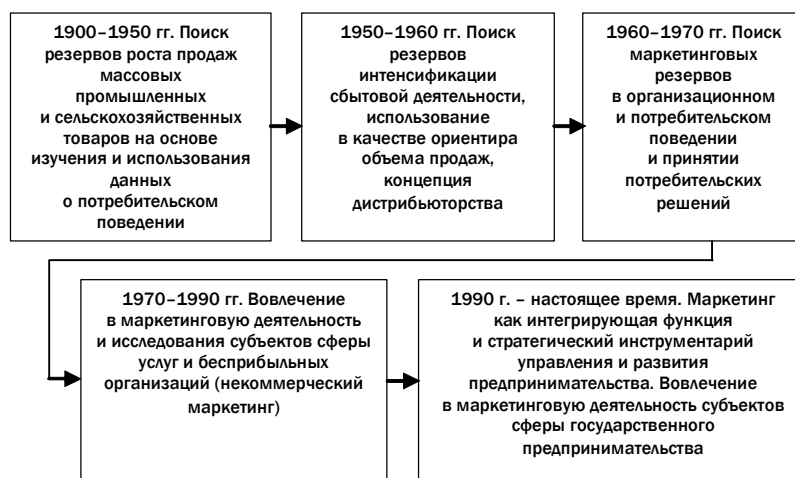 1900–1950 гг. Поиск
резервов роста продаж
массовых
промышленных
и сельскохозяйственных
товаров на основе
изучения и использования
данных
о потребительском
поведении
1950–1960 гг. Поиск
резервов
интенсификации
сбытовой деятельности,
использование
в качестве ориентира
объема продаж,
концепция
дистрибьюторства
1960–1970 гг. Поиск
маркетинговых
резервов
в организационном
и потребительском
поведении
и принятии
потребительских
решений
1970–1990 гг. Вовлечение
в маркетинговую деятельность
и исследования субъектов сферы
услуг и бесприбыльных
организаций (некоммерческий
маркетинг)
1990 г. – настоящее время. Маркетинг
как интегрирующая функция
и стратегический инструментарий
управления и развития
предпринимательства. Вовлечение
в маркетинговую деятельность субъектов
сферы государственного
предпринимательства